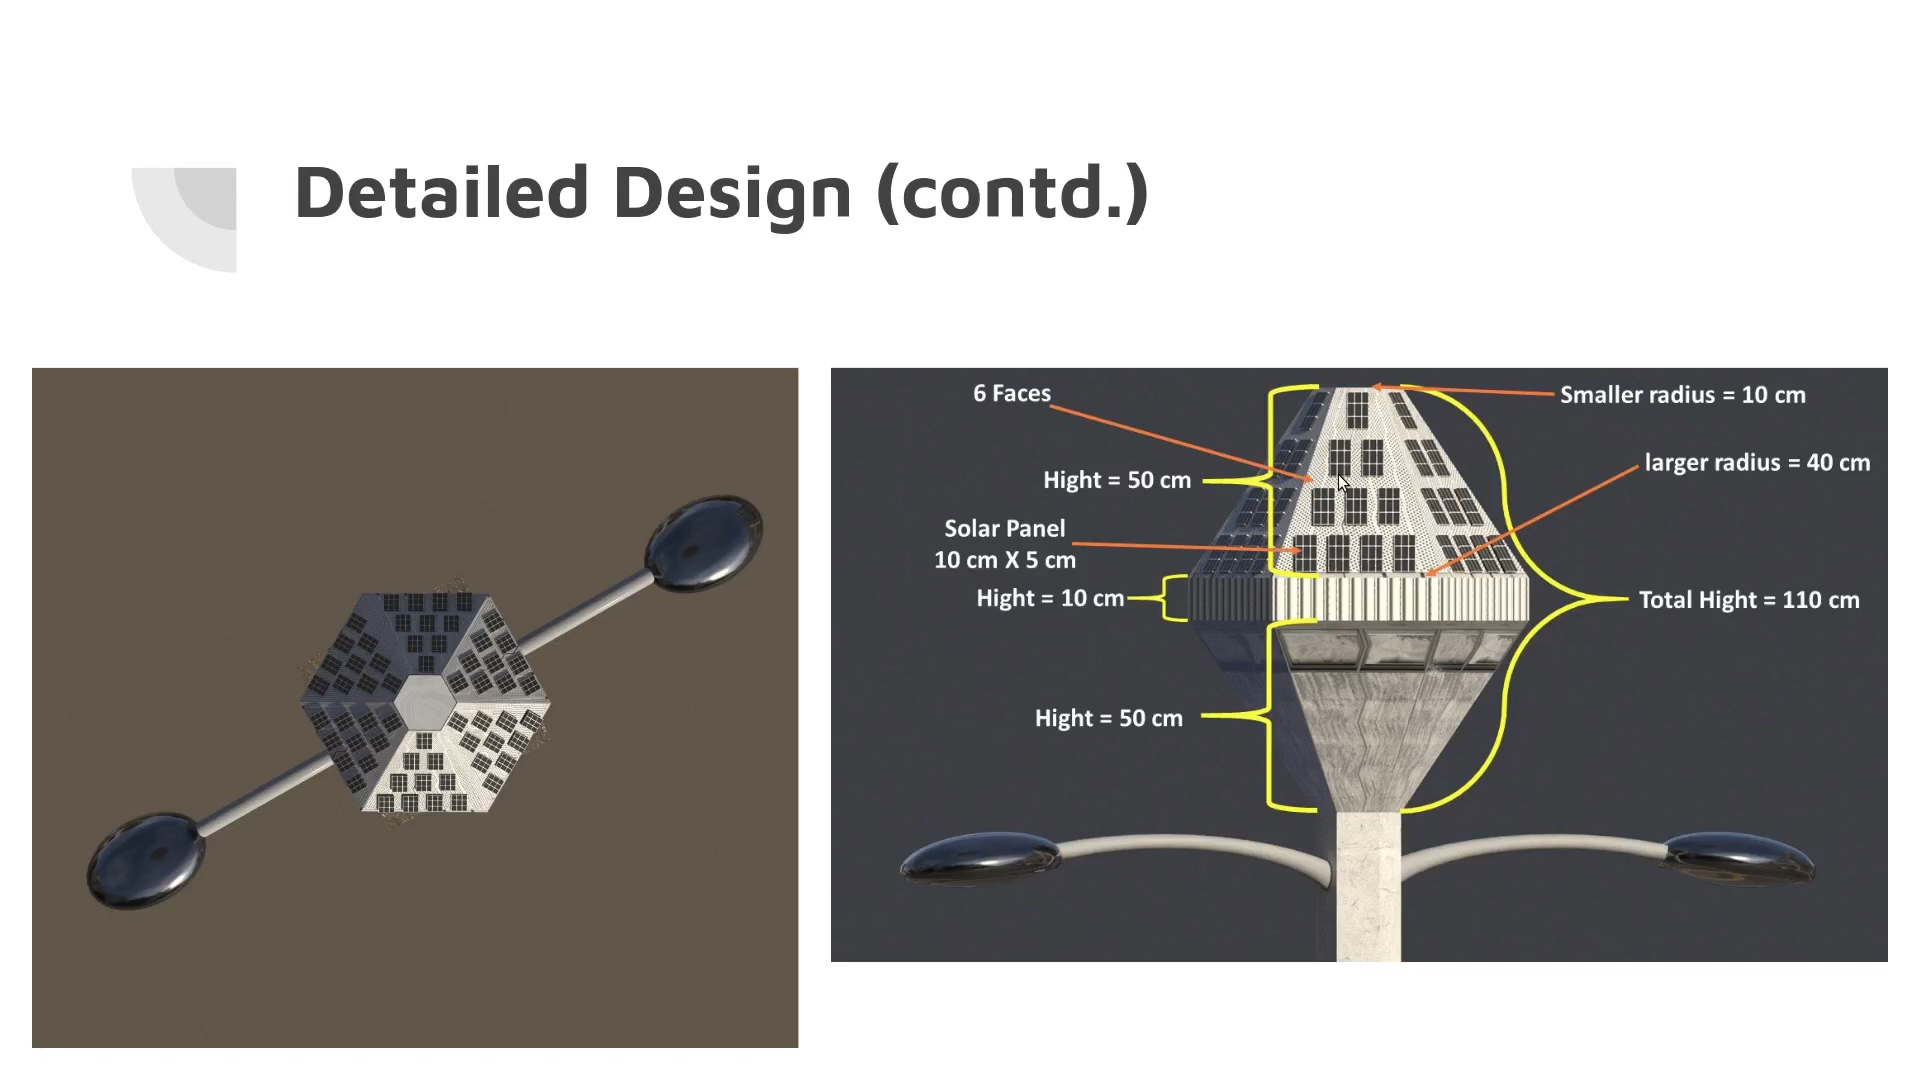 Detailed Design (contd.)
6 Faces
Smaller radius = 10 cm
larger radius = 40 cm
Hight = 50 cm
Solar Panel
10 cm X 5 cm
Hight = 10 cm
Total Hight = 110 cm
Hight = 50 cm